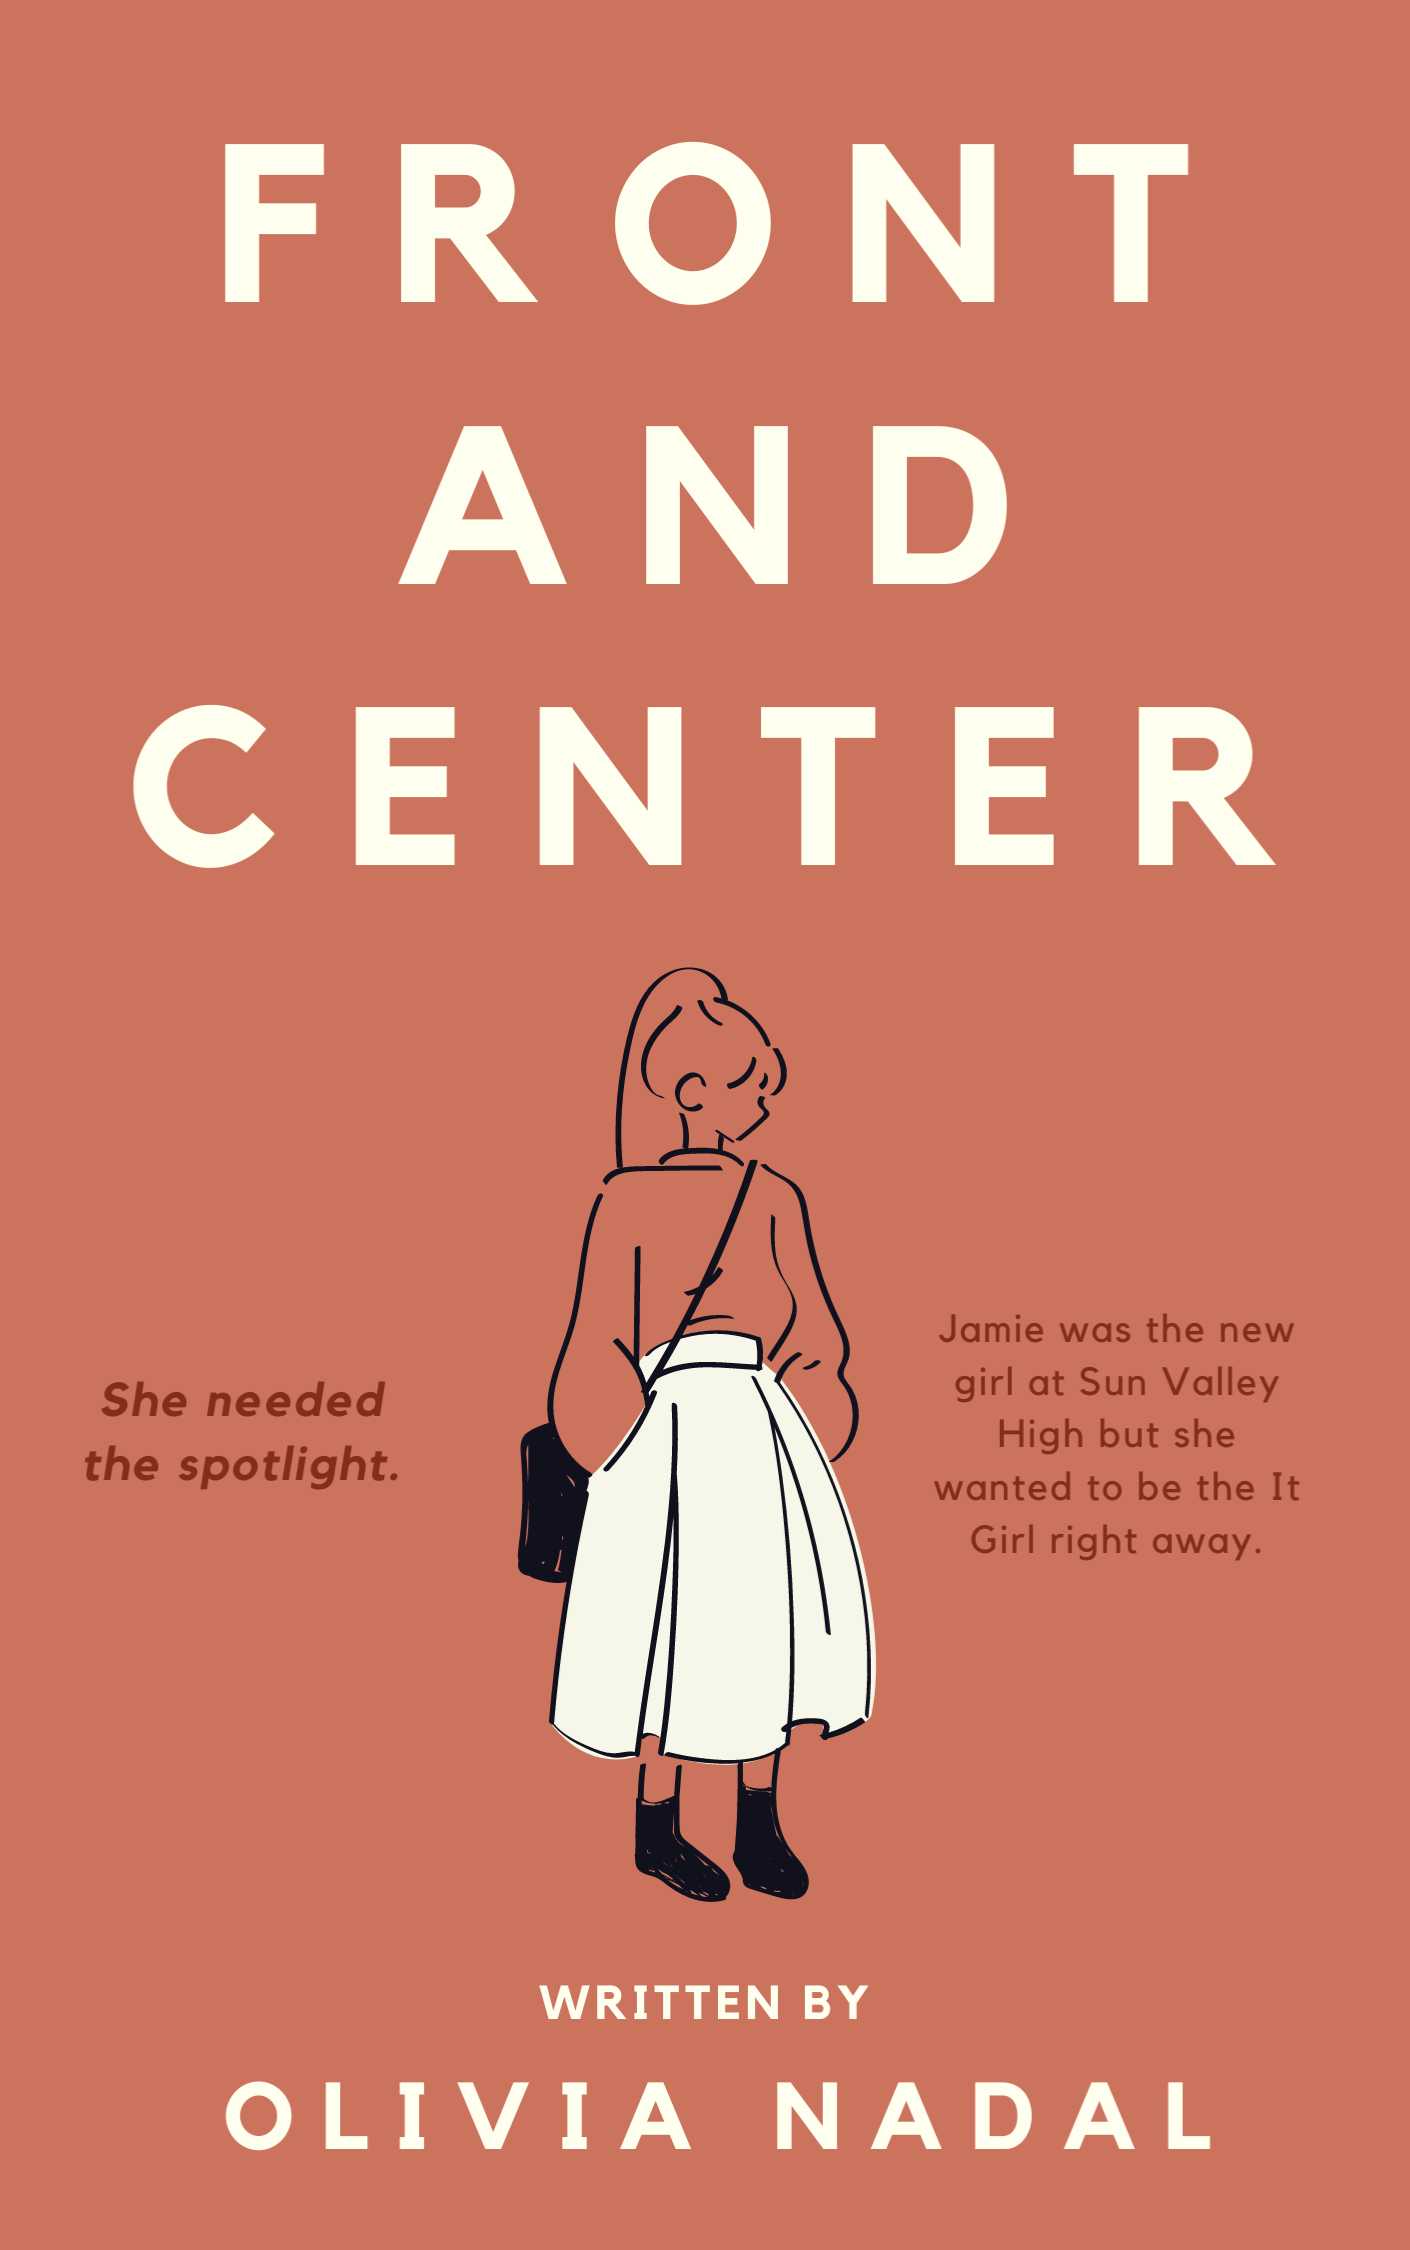 FRONT
AND
CENTER
She needed
the spotlight.
Jamie was the new
girl at Sun Valley
High but she
wanted to be the It
Girl right away.
WRITTEN BY
OLIVIA NADAL